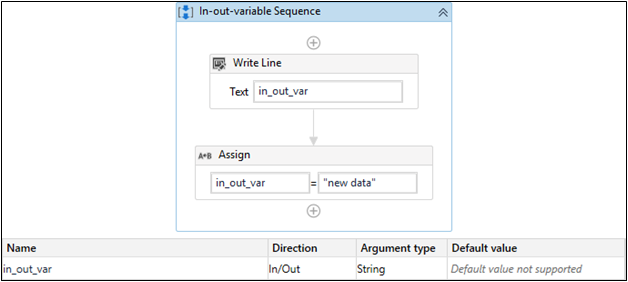 In-out-variable Sequence
Write Line
Text in_out_var
A+B Assign
in_out_var = "new data"
Name Direction Argument type Default value
in_out_var In/Out String Default value not supported